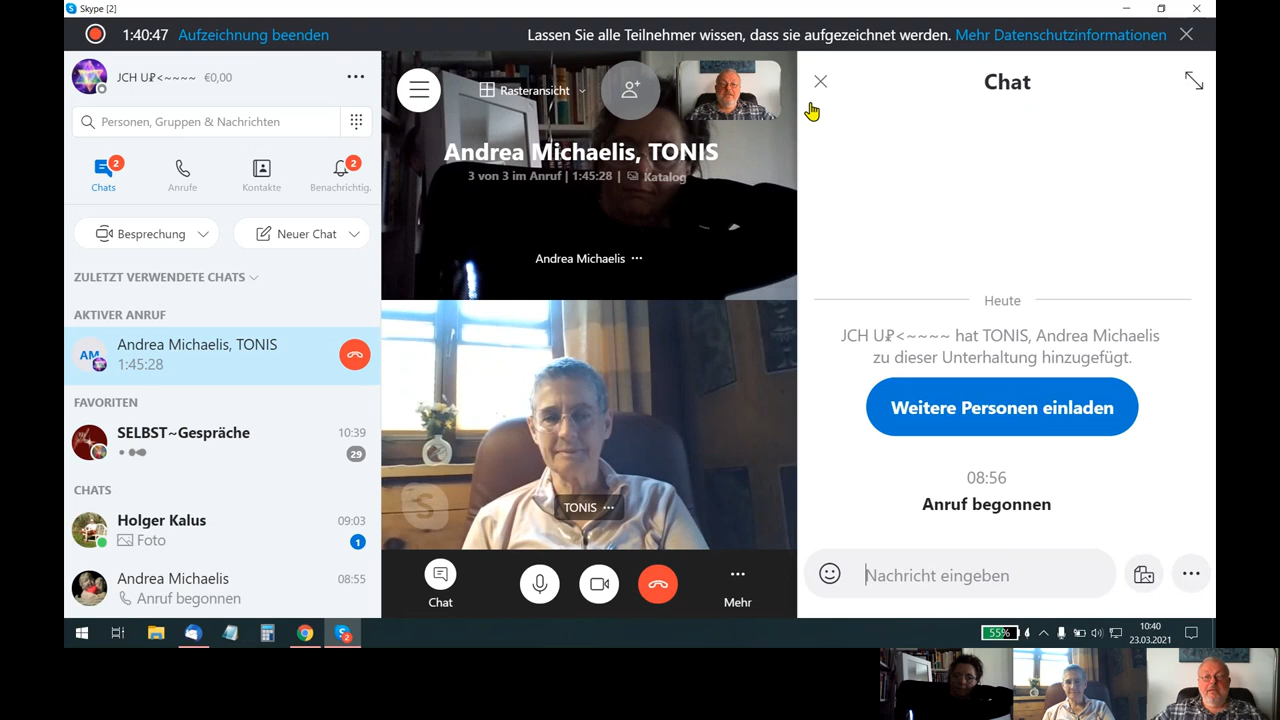 Skype [2]
1:40:47 Aufzeichnung beenden
Lassen Sie alle Teilnehmer wissen, dass sie aufgezeichnet werden. Mehr Datenschutzinformationen
JCH U₽<~~~~ €0,00
Personen, Gruppen & Nachrichten
2
2
Chats
Anrufe
Kontakte
Benachrichtig.
Besprechung
Neuer Chat
ZULETZT VERWENDETE CHATS
AKTIVER ANRUF
AM
Andrea Michaelis, TONIS
1:45:28
FAVORITEN
SELBST~Gespräche 10:39
29
CHATS
Holger Kalus 09:03
Foto
1
Andrea Michaelis 08:55
Anruf begonnen
Rasteransicht
Andrea Michaelis, TONIS
3 von 3 im Anruf | 1:45:28 | Katalog
Andrea Michaelis •••
TONIS •••
Chat
Mehr
Chat
Heute
JCH U₽<~~~~ hat TONIS, Andrea Michaelis
zu dieser Unterhaltung hinzugefügt.
Weitere Personen einladen
08:56
Anruf begonnen
Nachricht eingeben
2
55%
10:40
23.03.2021